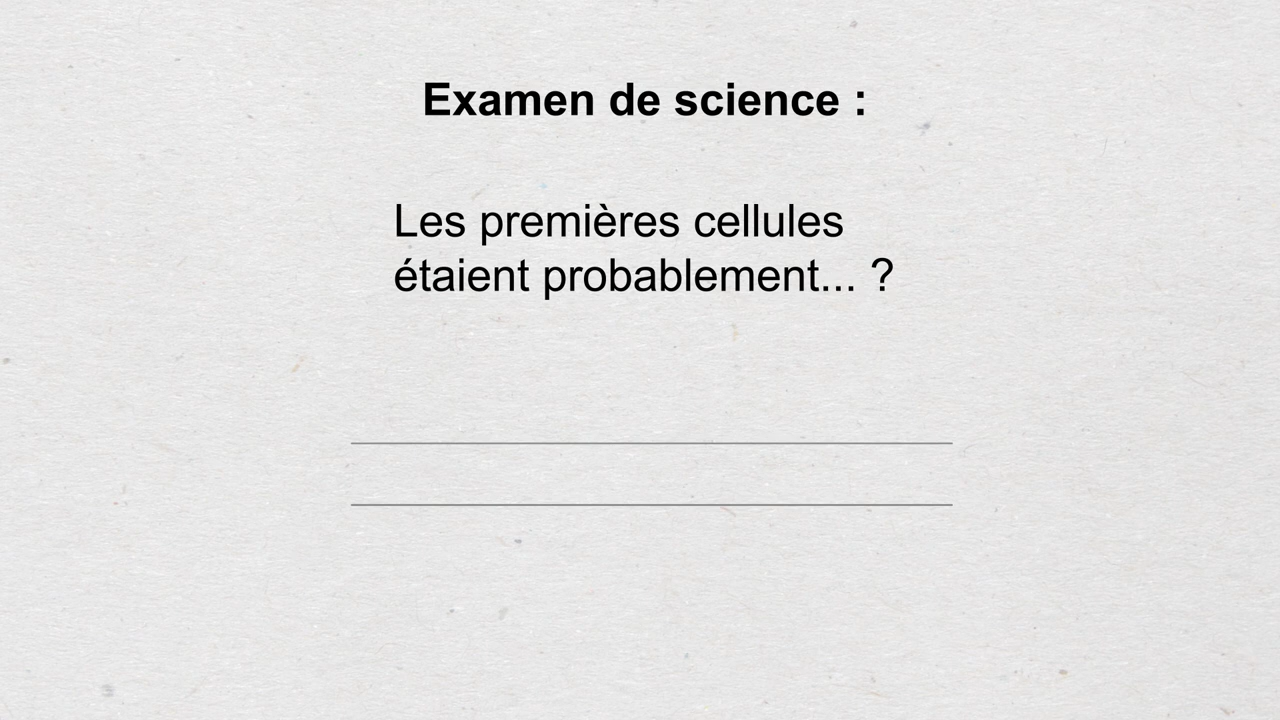 Examen de science :
Les premières cellules
étaient probablement... ?